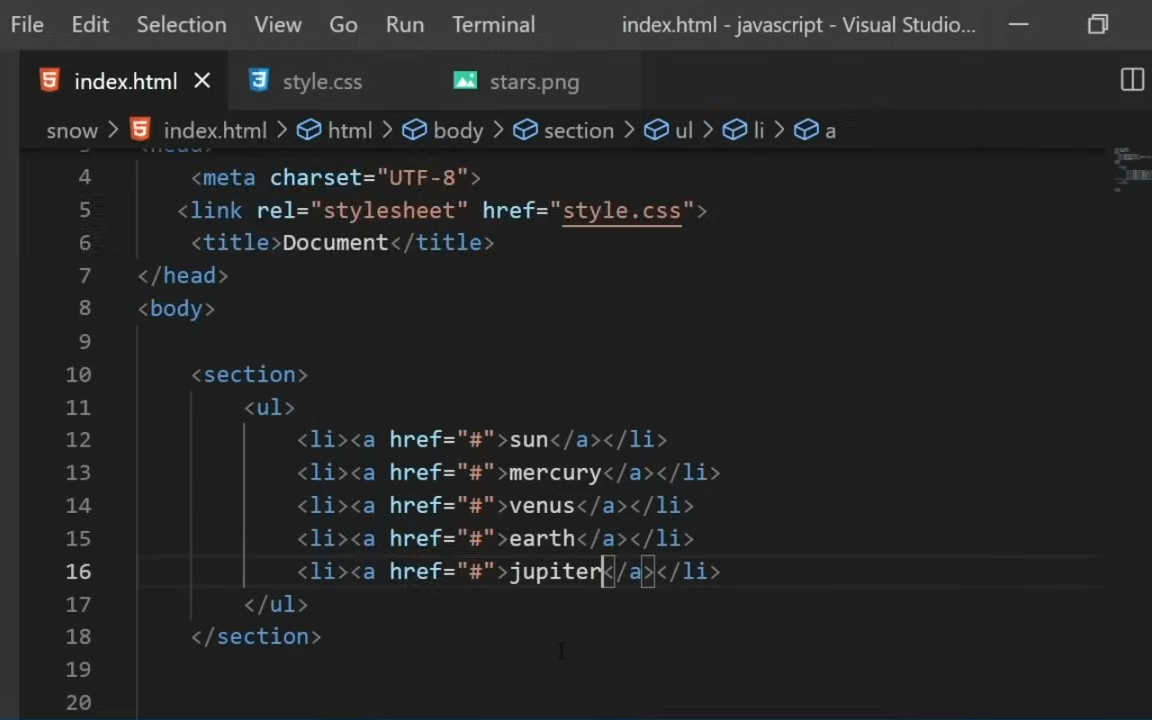 File Edit Selection View Go Run Terminal index.html - javascript - Visual Studio...
index.html style.css stars.png
snow > index.html > html > body > section > ul > li > a
3 <head>
4 <meta charset="UTF-8">
5 <link rel="stylesheet" href="style.css">
6 <title>Document</title>
7 </head>
8 <body>
9
10 <section>
11 <ul>
12 <li><a href="#">sun</a></li>
13 <li><a href="#">mercury</a></li>
14 <li><a href="#">venus</a></li>
15 <li><a href="#">earth</a></li>
16 <li><a href="#">jupiter</a></li>
17 </ul>
18 </section>
19
20